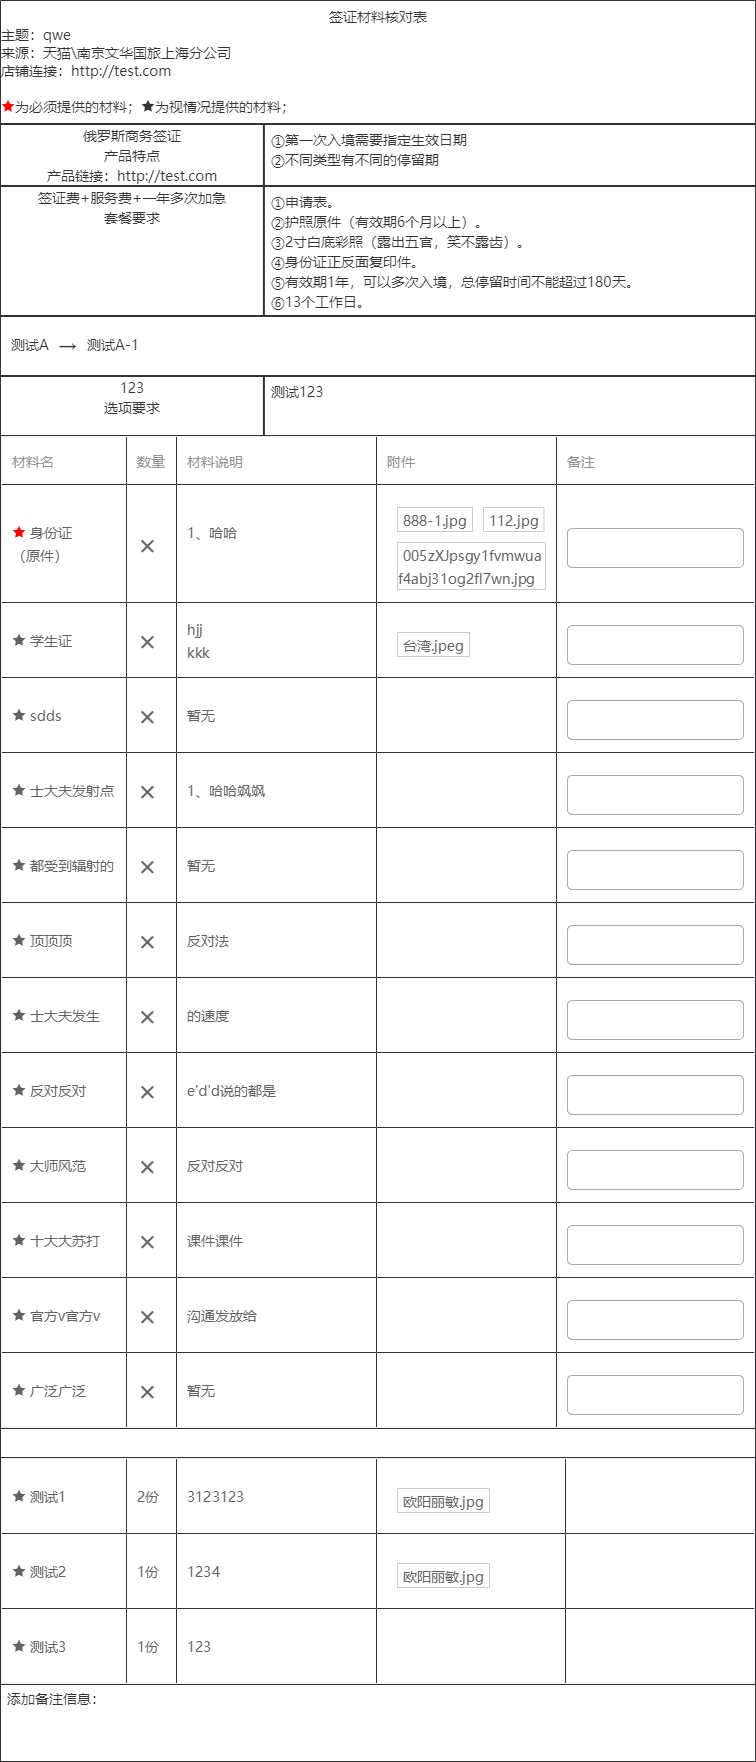 签证材料核对表
主题：qwe
来源：天猫\南京文华国旅上海分公司
店铺连接：http://test.com
★为必须提供的材料；★为视情况提供的材料；
俄罗斯商务签证
产品特点
产品链接：http://test.com
①第一次入境需要指定生效日期
②不同类型有不同的停留期
签证费+服务费+一年多次加急
套餐要求
①申请表。
②护照原件（有效期6个月以上）。
③2寸白底彩照（露出五官，笑不露齿）。
④身份证正反面复印件。
⑤有效期1年，可以多次入境，总停留时间不能超过180天。
⑥13个工作日。
测试A → 测试A-1
123
选项要求
测试123
材料名 数量 材料说明 附件 备注
★ 身份证
（原件）
× 1、哈哈
888-1.jpg 112.jpg
005zXJpsgy1fvmwua
f4abj31og2fl7wn.jpg
★ 学生证 ×
hjj
kkk
台湾.jpeg
★ sdds × 暂无
★ 士大夫发射点 × 1、哈哈飒飒
★ 都受到辐射的 × 暂无
★ 顶顶顶 × 反对法
★ 士大夫发生 × 的速度
★ 反对反对 × e'd'd说的都是
★ 大师风范 × 反对反对
★ 十大大苏打 × 课件课件
★ 官方v官方v × 沟通发放给
★ 广泛广泛 × 暂无
★ 测试1 2份 3123123 欧阳丽敏.jpg
★ 测试2 1份 1234 欧阳丽敏.jpg
★ 测试3 1份 123
添加备注信息：